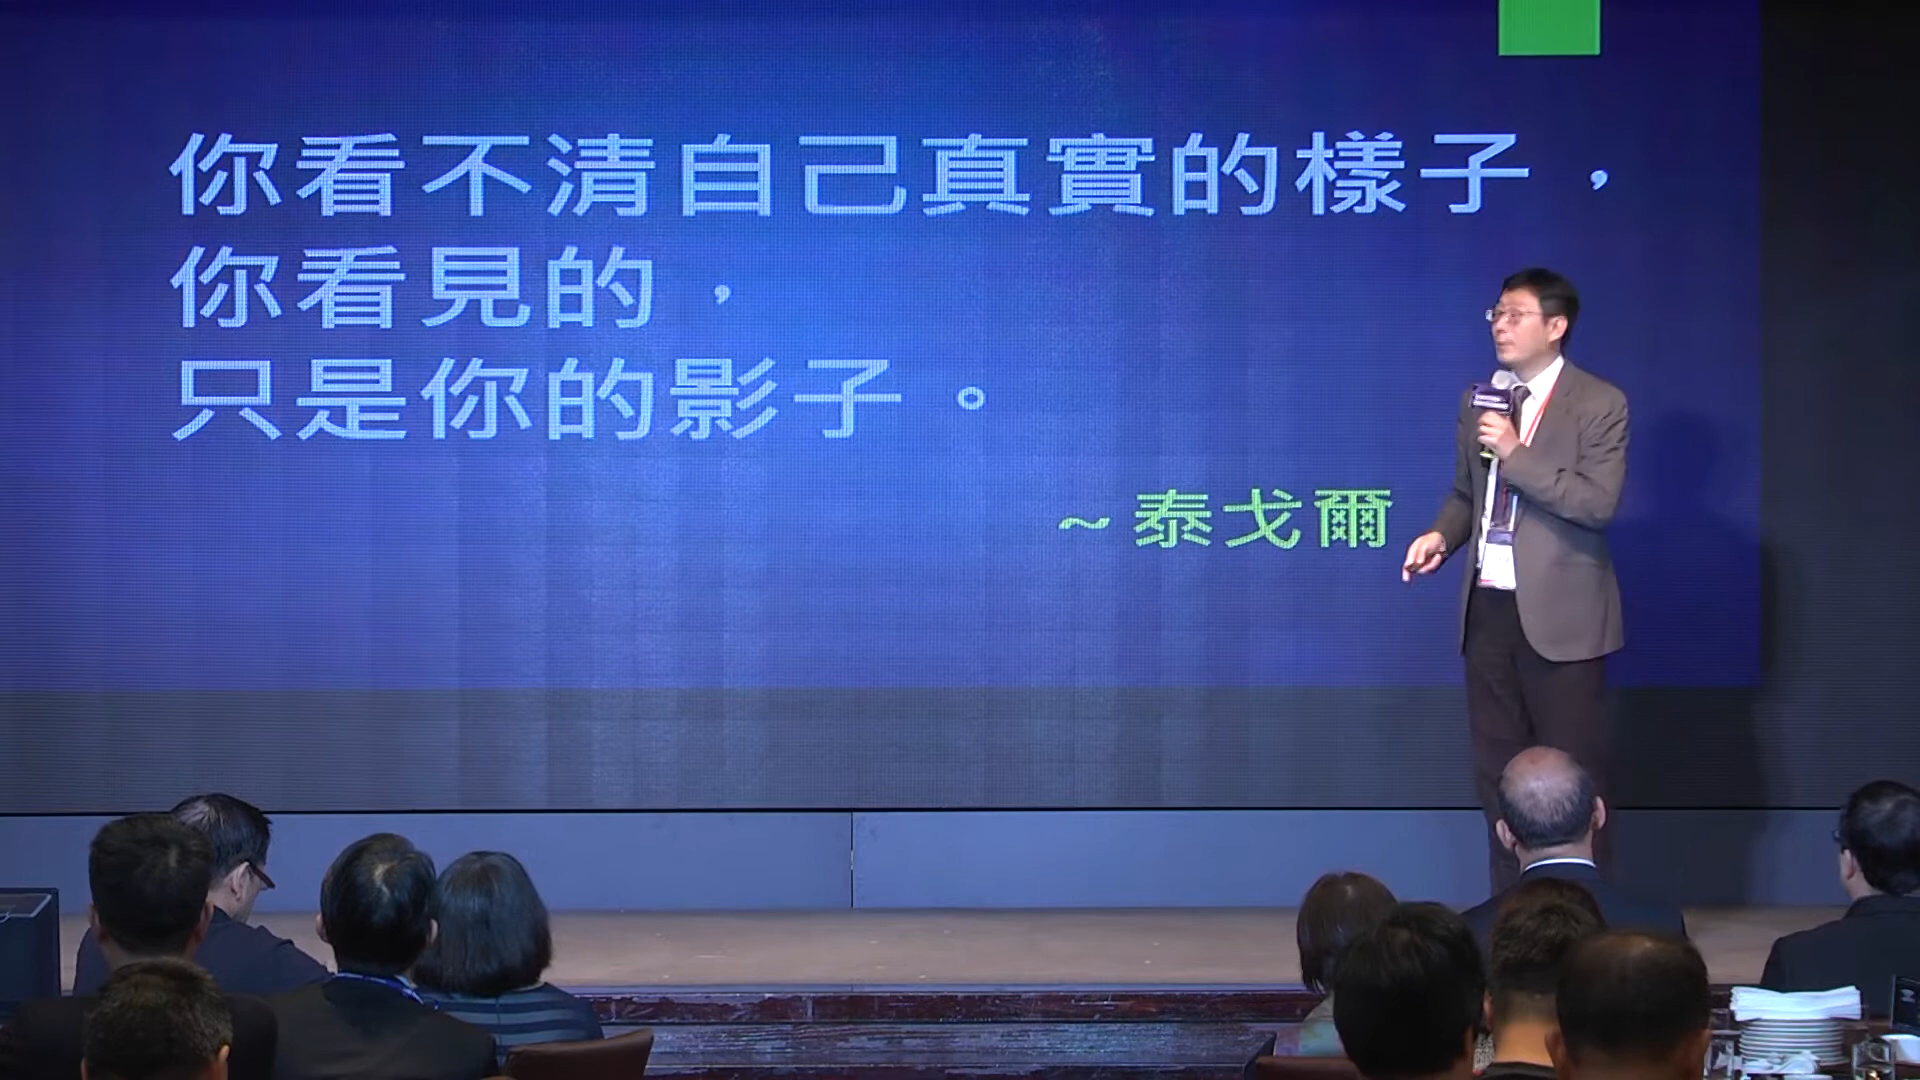 你看不清自己真實的樣子，
你看見的，
只是你的影子。
~泰戈爾